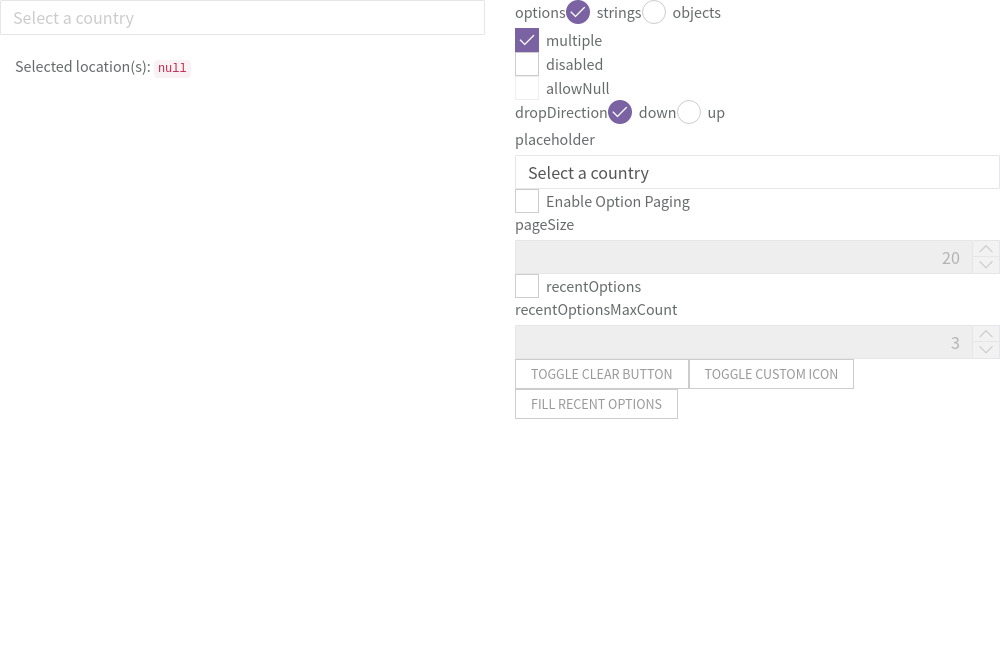 Select a country
Selected location(s): null
options strings objects
multiple
disabled
allowNull
dropDirection down up
placeholder
Select a country
Enable Option Paging
pageSize
20
recentOptions
recentOptionsMaxCount
3
TOGGLE CLEAR BUTTON TOGGLE CUSTOM ICON
FILL RECENT OPTIONS